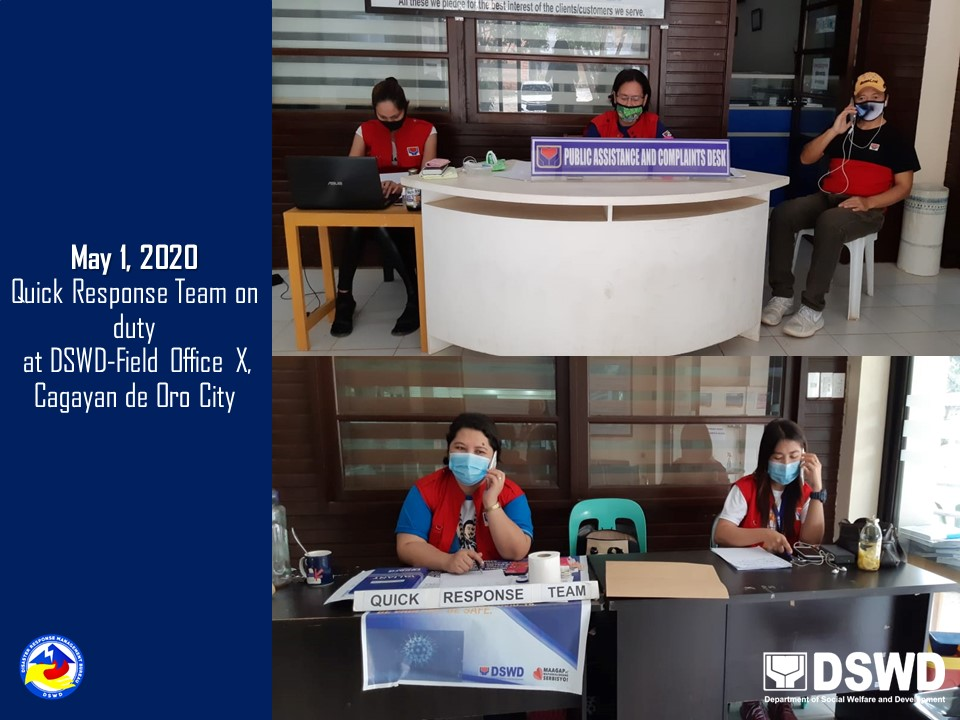 May 1, 2020
Quick Response Team on
duty
at DSWD-Field Office X,
Cagayan de Oro City
All these we pledge for the best interest of the clients/customers we serve.
PUBLIC ASSISTANCE AND COMPLAINTS DESK
ASUS
QUICK RESPONSE TEAM
DSWD
MAAGAP
SERBISYO!
DISASTER RESPONSE MANAGEMENT BUREAU
DSWD
DSWD
Department of Social Welfare and Development